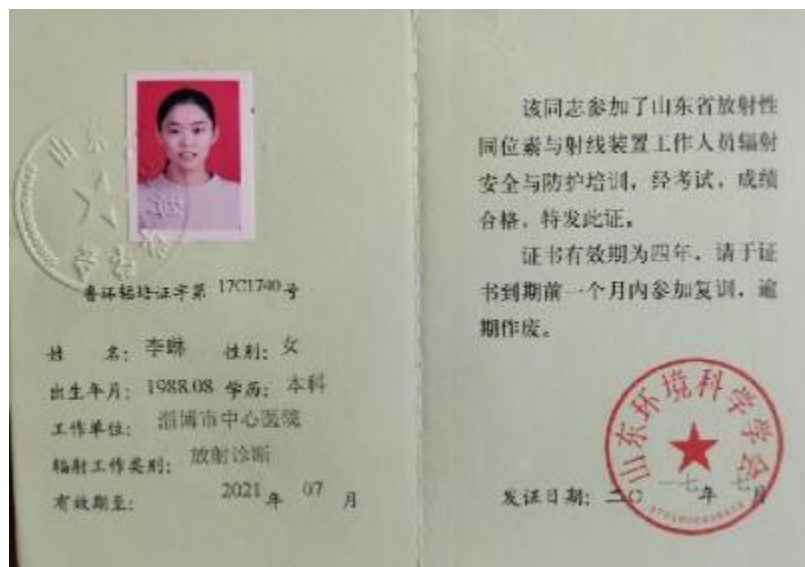 鲁环辐培证字第 17C1740 号
姓 名: 李琳 性别: 女
出生年月: 1988.08 学历: 本科
工作单位: 淄博市中心医院
辐射工作类别: 放射诊断
有效期至: 2021 年 07 月
该同志参加了山东省放射性
同位素与射线装置工作人员辐射
安全与防护培训，经考试，成绩
合格，特发此证。
证书有效期为四年，请于证
书到期前一个月内参加复训，逾
期作废。
山东环境科学学会
发证日期: 二〇一七年七月